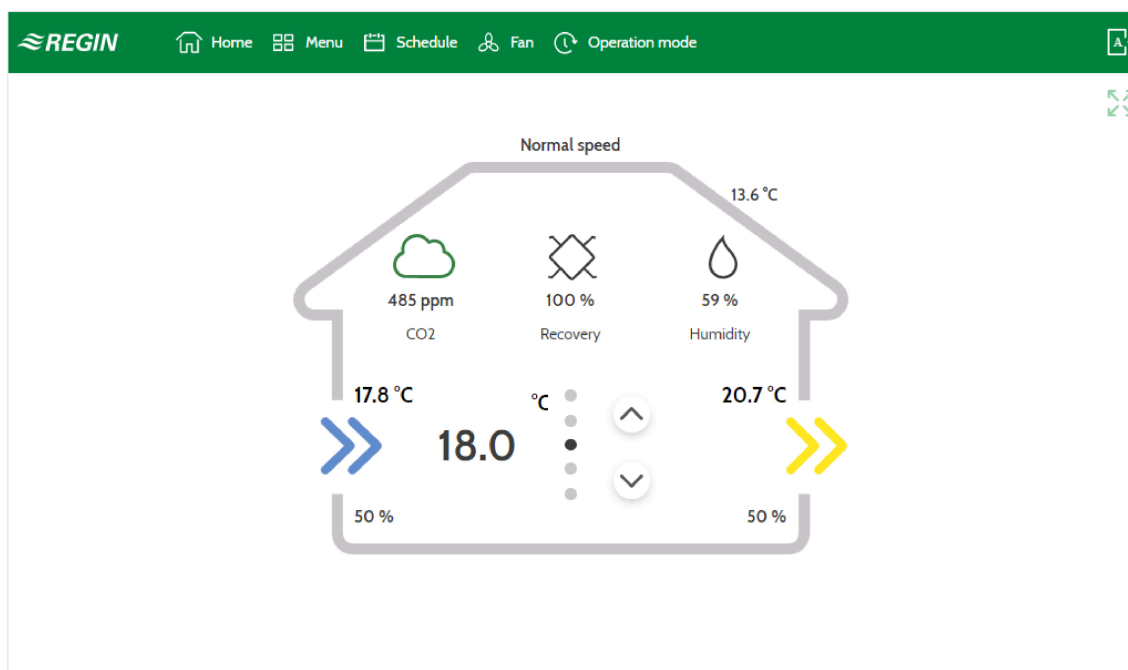 REGIN Home Menu Schedule Fan Operation mode A
Normal speed
13.6 °C
485 ppm 100 % 59 %
CO2 Recovery Humidity
17.8 °C °C 20.7 °C
18.0
50 % 50 %